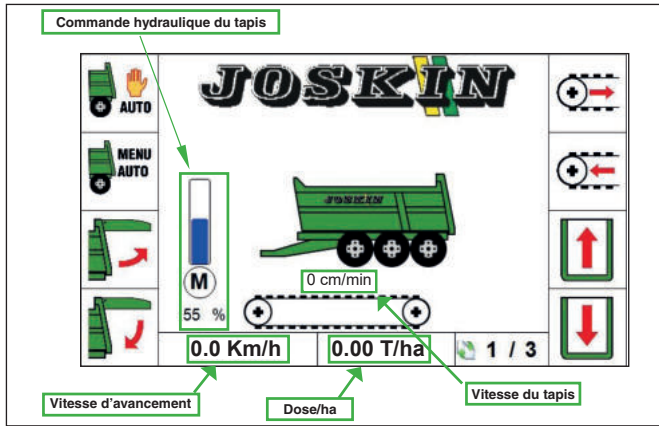 Commande hydraulique du tapis
JOSKIN
AUTO
MENU
AUTO
JOSKIN
M
0 cm/min
55 %
0.0 Km/h
0.00 T/ha
1 / 3
Vitesse d'avancement
Dose/ha
Vitesse du tapis